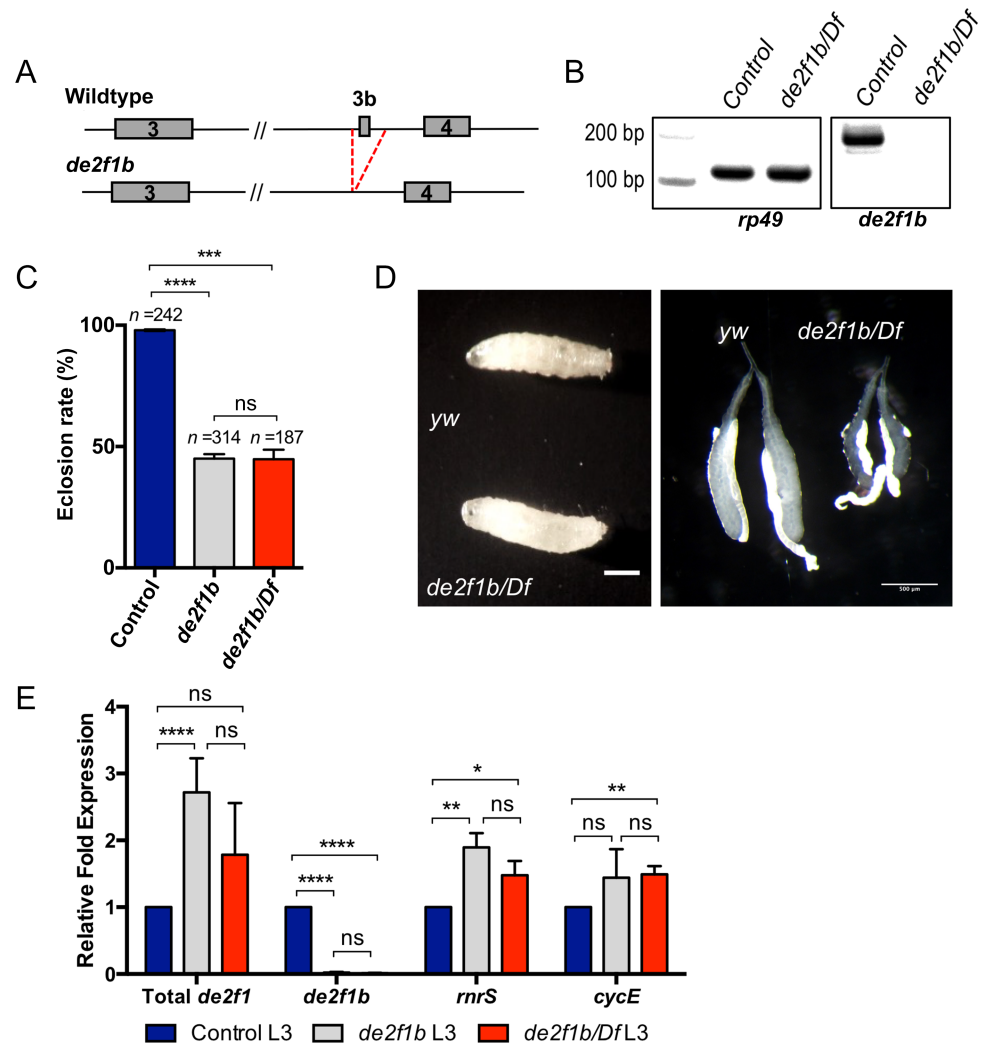 A
Wildtype
3b
3
//
4
de2f1b
3
//
4
B
Control
de2f1b/Df
Control
de2f1b/Df
200 bp
100 bp
rp49
de2f1b
C
***
****
n =242
ns
n =314
n =187
Eclosion rate (%)
100
50
0
Control
de2f1b
de2f1b/Df
D
yw
de2f1b/Df
yw
de2f1b/Df
500 µm
E
Relative Fold Expression
4
3
2
1
0
ns
****
ns
****
****
ns
*
**
ns
**
ns
ns
Total de2f1
de2f1b
rnrS
cycE
Control L3
de2f1b L3
de2f1b/Df L3